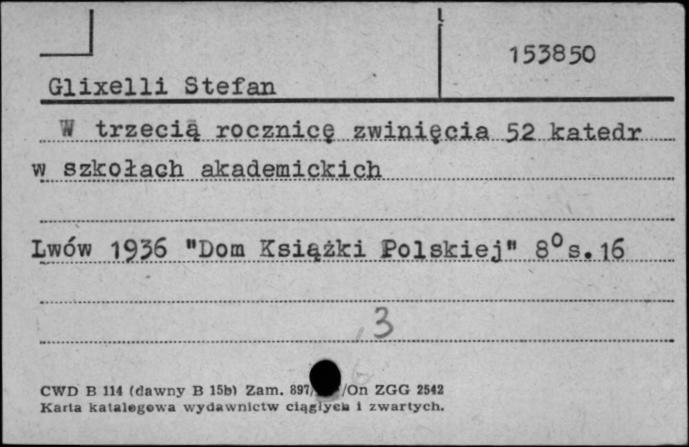 153850
Glixelli Stefan
W trzecią rocznicę zwinięcia 52 katedr
w szkołach akademickich
Lwów 1936 "Dom Książki Polskiej" 8⁰ s. 16
3
CWD B 114 (dawny B 15b) Zam. 897/ /On ZGG 2542
Karta katalogowa wydawnictw ciągłych i zwartych.